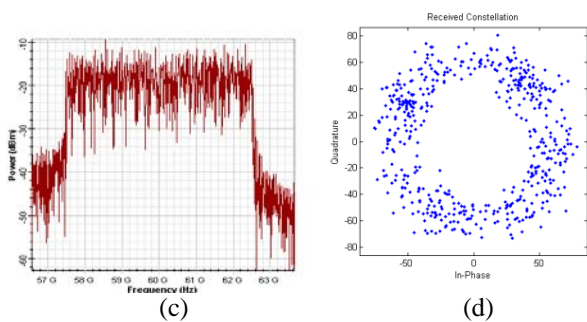 -10
-20
-30
-40
-50
-60
Power (dBm)
57 G 58 G 59 G 60 G 61 G 62 G 63 G
Frequency (Hz)
(c)
Received Constellation
80
60
40
20
0
-20
-40
-60
-80
Quadrature
-50 0 50
In-Phase
(d)